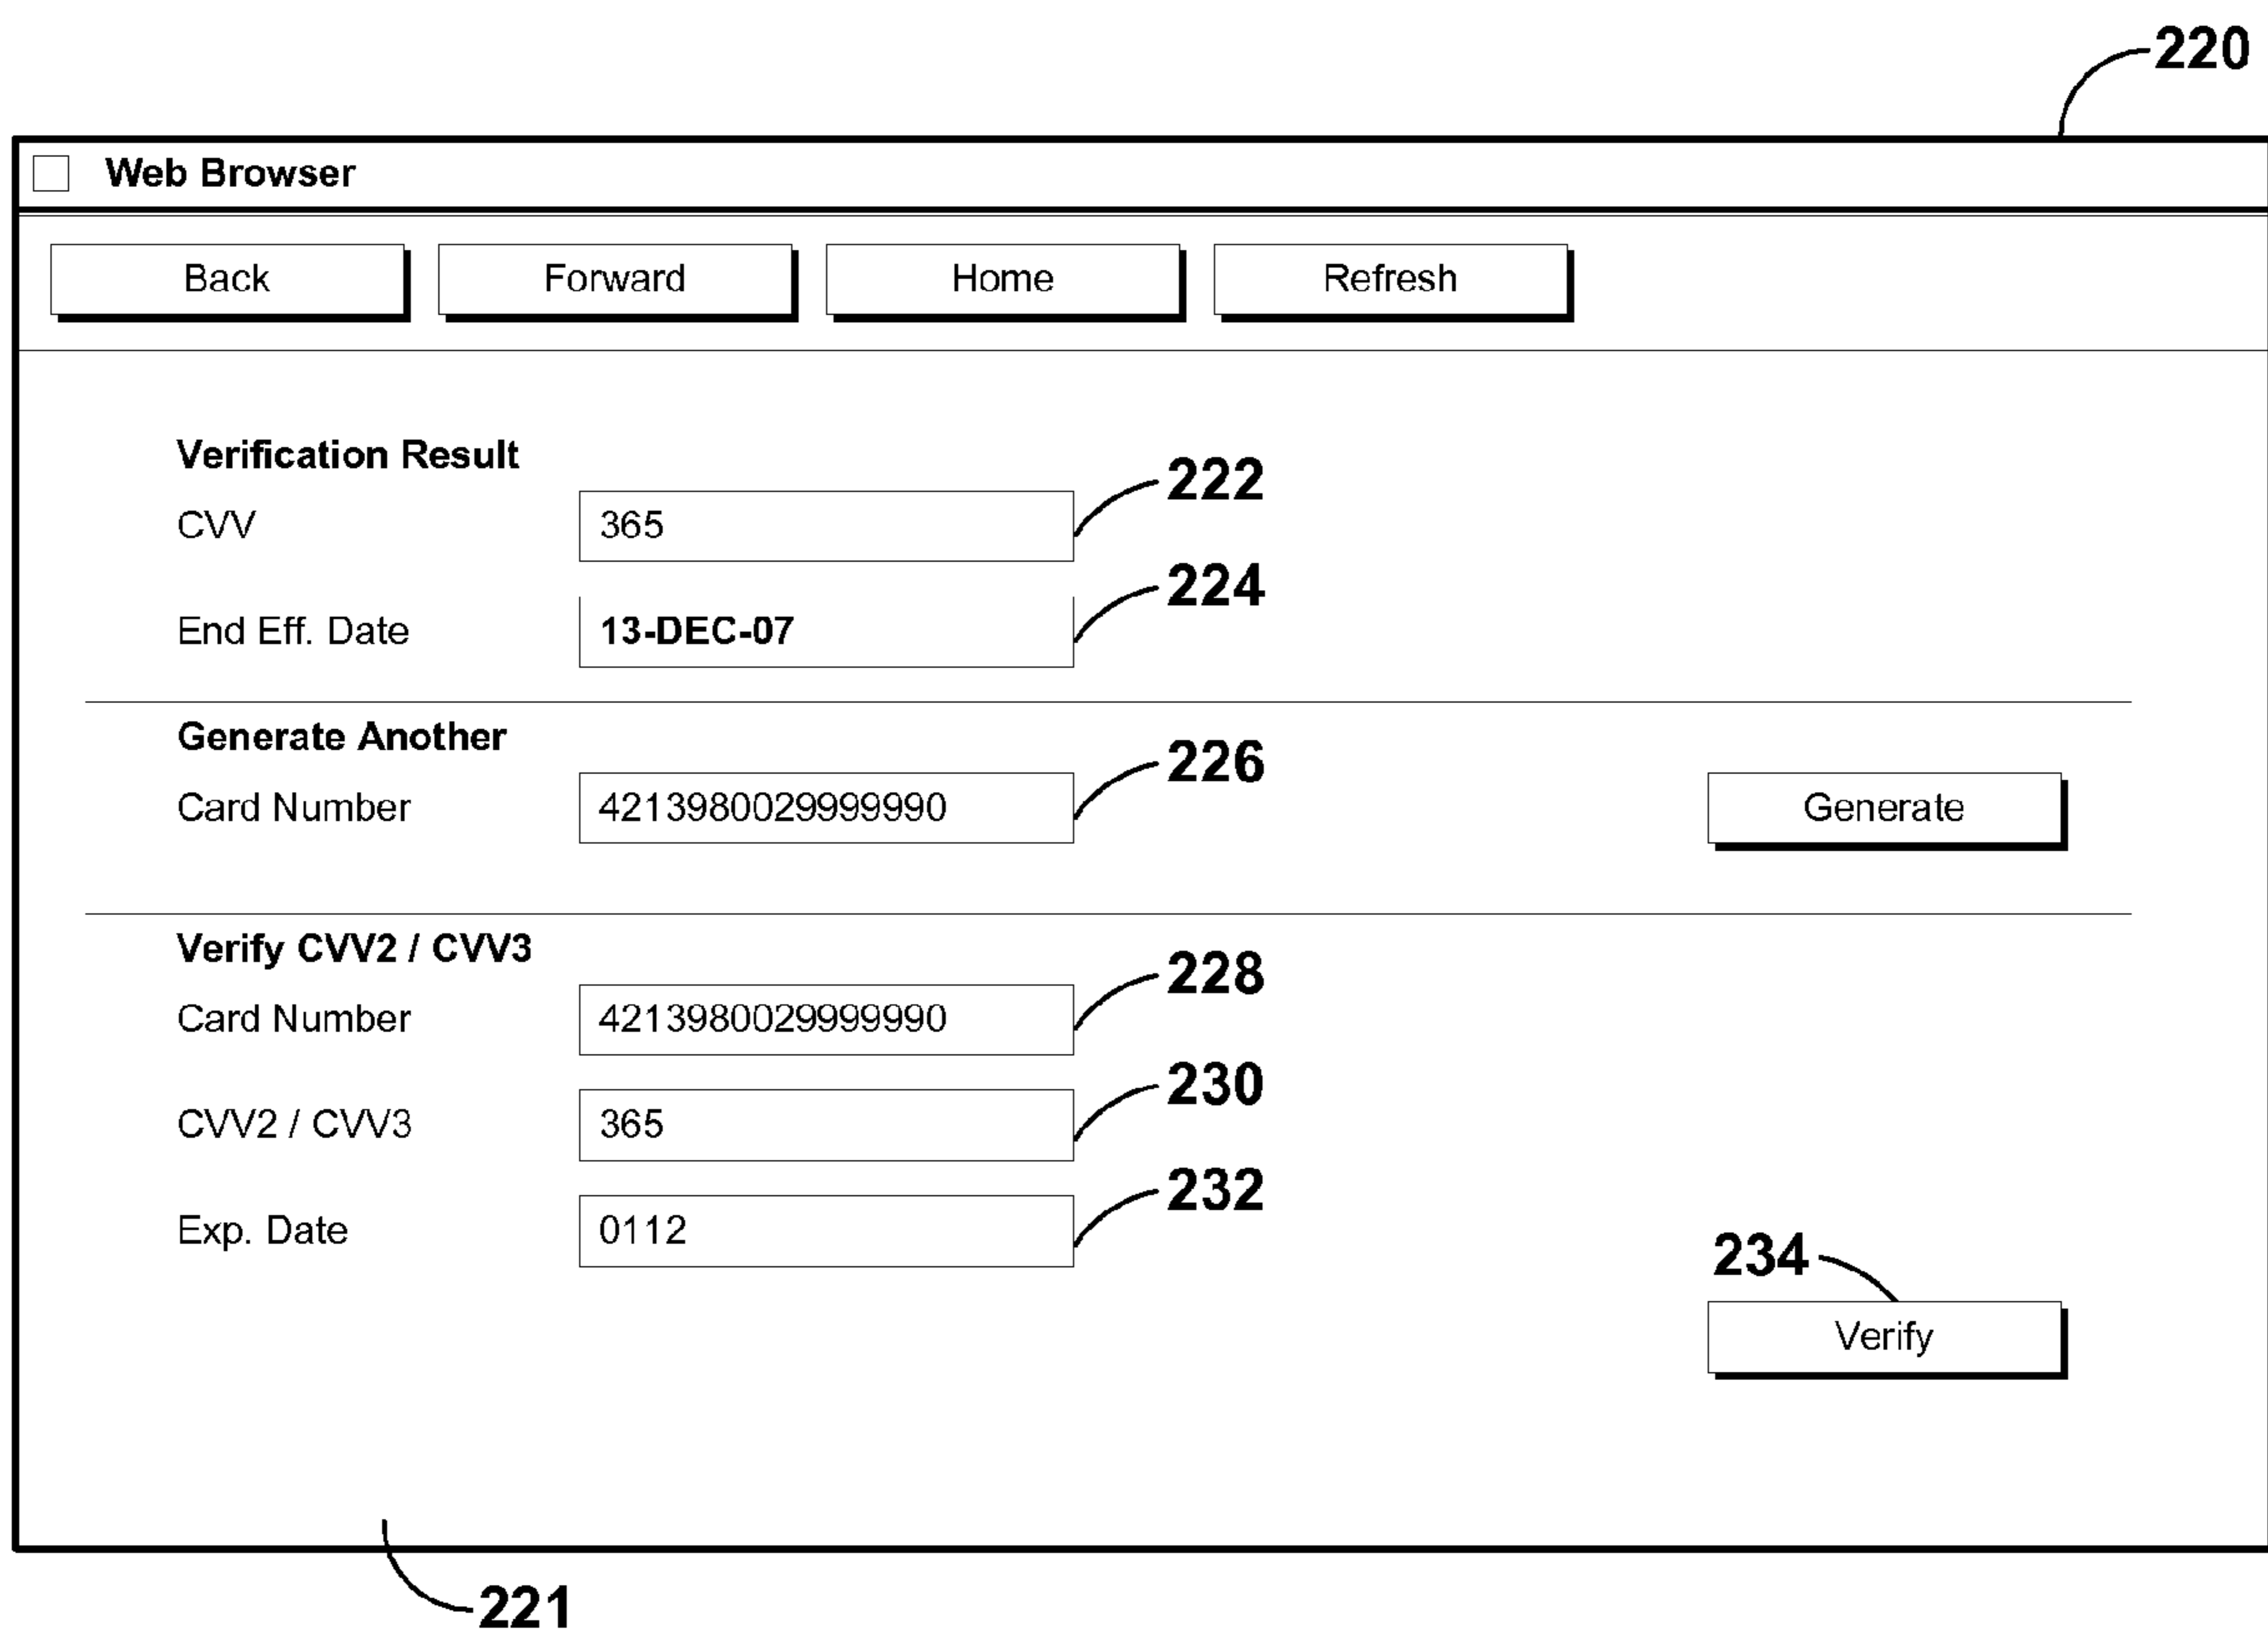 220
Web Browser
Back Forward Home Refresh
Verification Result
CVV 365 222
End Eff. Date 13-DEC-07 224
Generate Another
Card Number 4213980029999990 226 Generate
Verify CVV2 / CVV3
Card Number 4213980029999990 228
CVV2 / CVV3 365 230
Exp. Date 0112 232
234
Verify
221